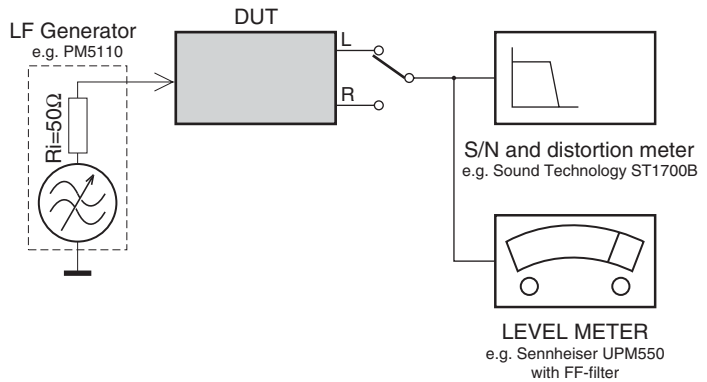 LF Generator
e.g. PM5110
Ri=50Ω
DUT
L
R
S/N and distortion meter
e.g. Sound Technology ST1700B
LEVEL METER
e.g. Sennheiser UPM550
with FF-filter